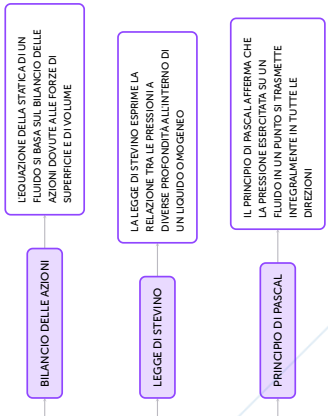 L'EQUAZIONE DELLA STATICA DI UN
FLUIDO SI BASA SUL BILANCIO DELLE
AZIONI DOVUTE ALLE FORZE DI
SUPERFICIE E DI VOLUME
BILANCIO DELLE AZIONI
LA LEGGE DI STEVINO ESPRIME LA
RELAZIONE TRA LE PRESSIONI A
DIVERSE PROFONDITÀ ALL'INTERNO DI
UN LIQUIDO OMOGENEO
LEGGE DI STEVINO
IL PRINCIPIO DI PASCAL AFFERMA CHE
LA PRESSIONE ESERCITATA SU UN
FLUIDO IN UN PUNTO SI TRASMETTE
INTEGRALMENTE IN TUTTE LE
DIREZIONI
PRINCIPIO DI PASCAL